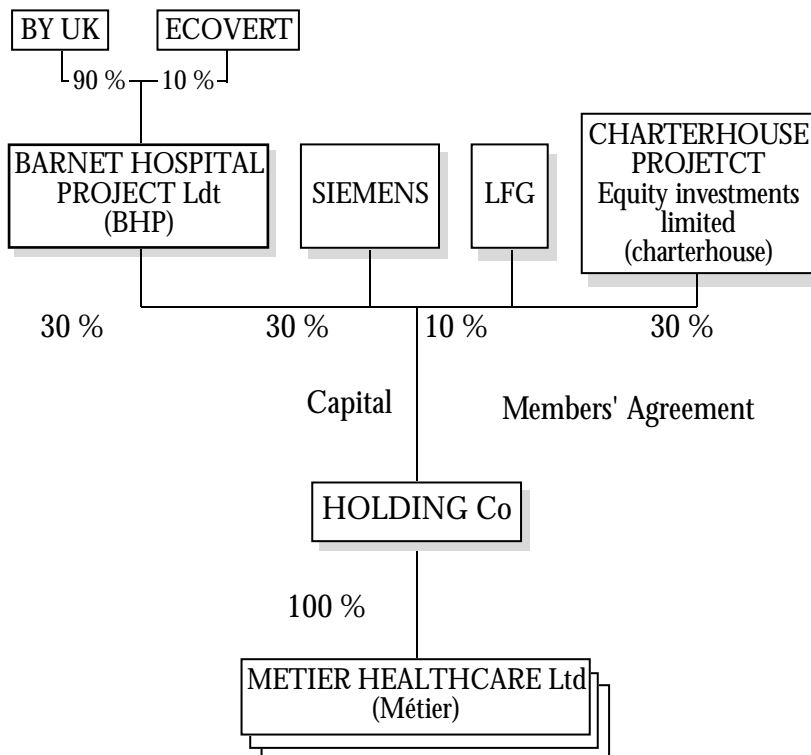 BY UK
ECOVERT
90 %
10 %
BARNET HOSPITAL
PROJECT Ldt
(BHP)
SIEMENS
LFG
CHARTERHOUSE
PROJETCT
Equity investments
limited
(charterhouse)
30 %
30 %
10 %
30 %
Capital
Members' Agreement
HOLDING Co
100 %
METIER HEALTHCARE Ltd
(Métier)